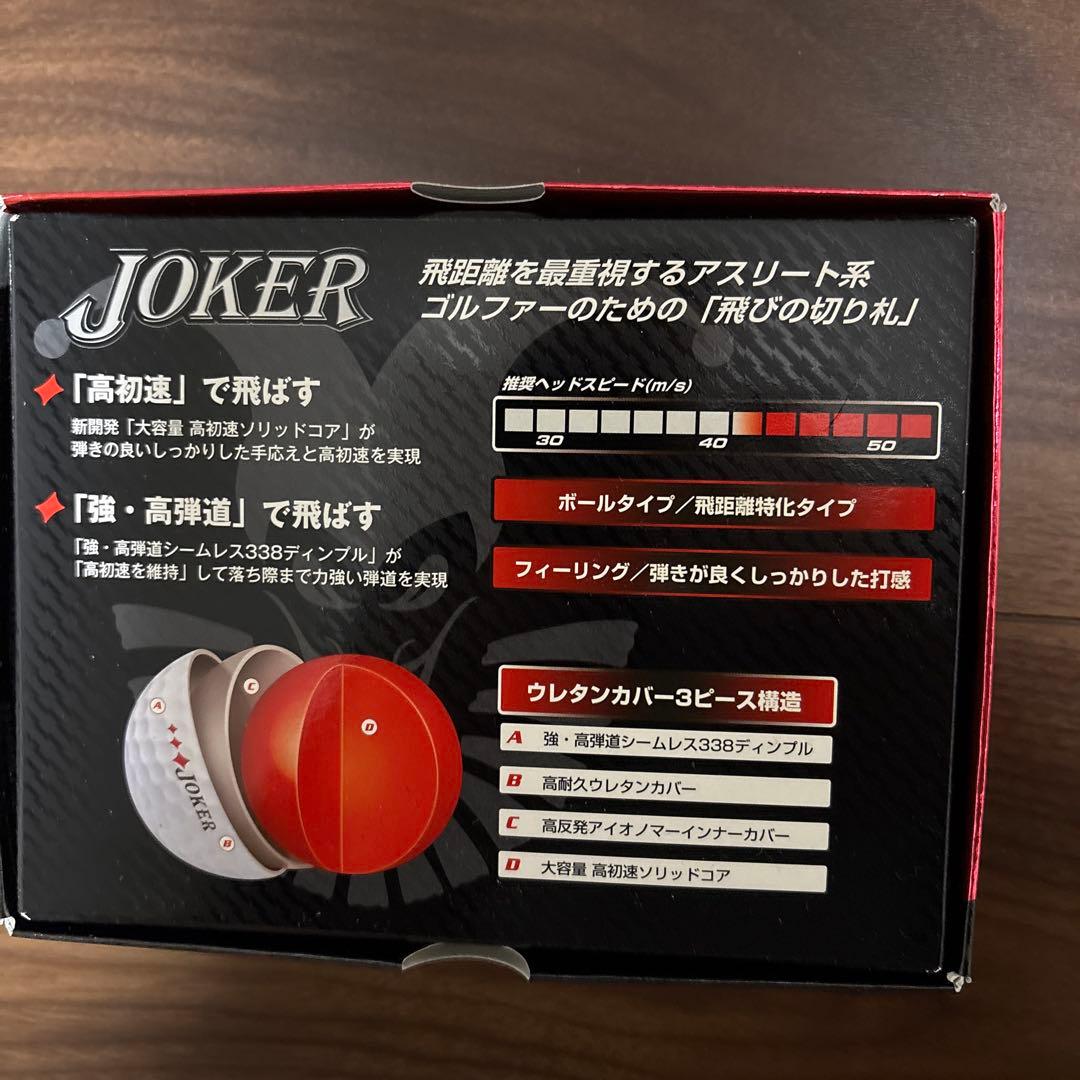 JOKER
飛距離を最重視するアスリート系
ゴルファーのための「飛びの切り札」
「高初速」で飛ばす
新開発「大容量 高初速ソリッドコア」が
弾きの良いしっかりした手応えと高初速を実現
「強・高弾道」で飛ばす
「強・高弾道シームレス338ディンプル」が
「高初速を維持」して落ち際まで力強い弾道を実現
推奨ヘッドスピード(m/s)
30 40 50
ボールタイプ/飛距離特化タイプ
フィーリング/弾きが良くしっかりした打感
A
B
C
D
JOKER
ウレタンカバー3ピース構造
A 強・高弾道シームレス338ディンプル
B 高耐久ウレタンカバー
C 高反発アイオノマーインナーカバー
D 大容量 高初速ソリッドコア